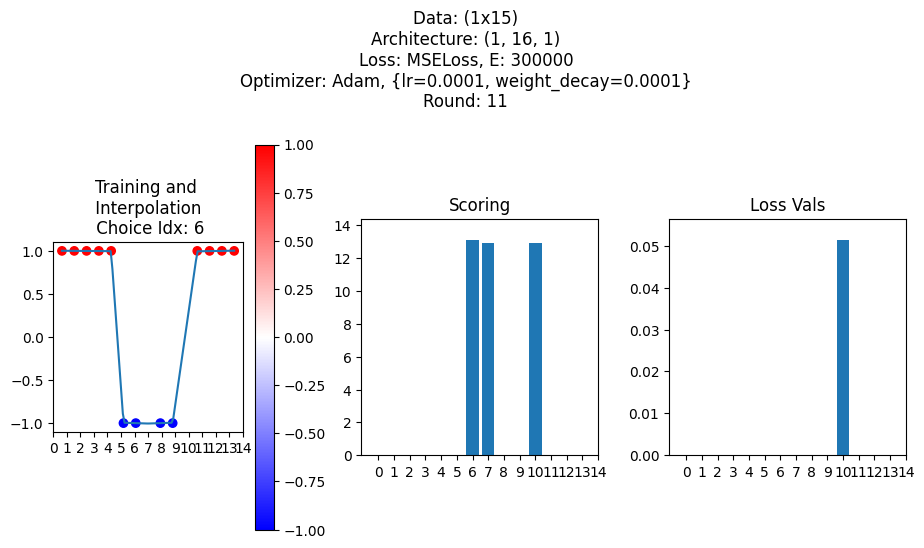 Data: (1x15)
Architecture: (1, 16, 1)
Loss: MSELoss, E: 300000
Optimizer: Adam, {lr=0.0001, weight_decay=0.0001}
Round: 11
Training and
Interpolation
Choice Idx: 6
1.0
0.5
0.0
−0.5
−1.0
0 1 2 3 4 5 6 7 8 9 10 11 12 13 14
1.00
0.75
0.50
0.25
0.00
−0.25
−0.50
−0.75
−1.00
Scoring
14
12
10
8
6
4
2
0
0 1 2 3 4 5 6 7 8 9 10 11 12 13 14
Loss Vals
0.05
0.04
0.03
0.02
0.01
0.00
0 1 2 3 4 5 6 7 8 9 10 11 12 13 14